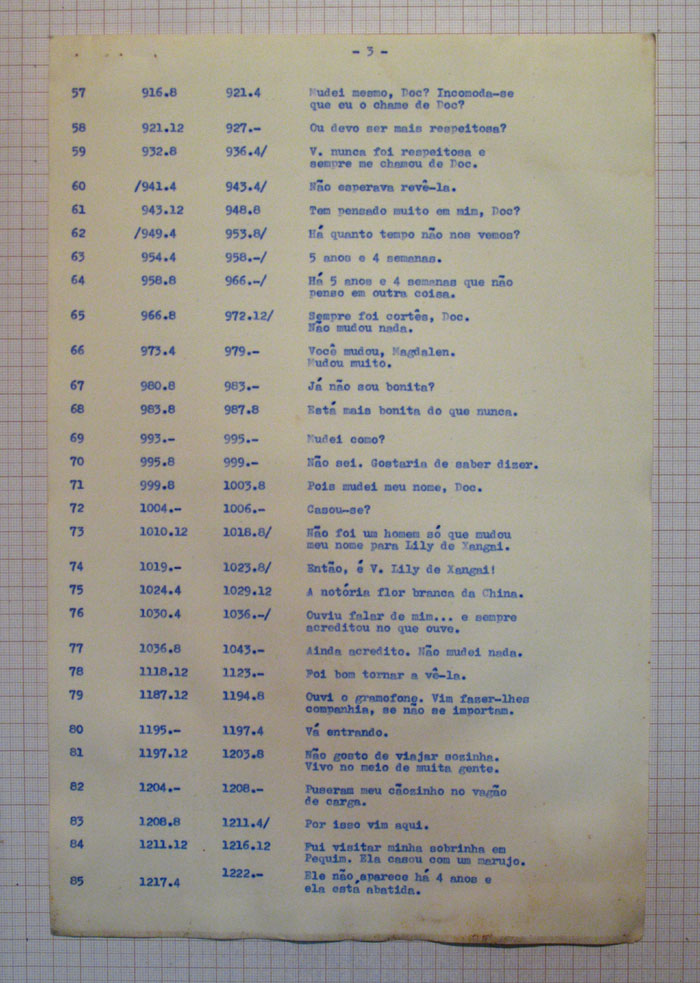 - 3 -
57 916.8 921.4 Mudei mesmo, Doc? Incomoda-se
que eu o chame de Doc?
58 921.12 927.- Ou devo ser mais respeitosa?
59 932.8 936.4/ V. nunca foi respeitosa e
sempre me chamou de Doc.
60 /941.4 943.4/ Não esperava revê-la.
61 943.12 948.8 Tem pensado muito em mim, Doc?
62 /949.4 953.8/ Há quanto tempo não nos vemos?
63 954.4 958.-/ 5 anos e 4 semanas.
64 958.8 966.-/ Há 5 anos e 4 semanas que não
penso em outra coisa.
65 966.8 972.12/ Sempre foi cortês, Doc.
Não mudou nada.
66 973.4 979.- Você mudou, Magdalen.
Mudou muito.
67 980.8 983.- Já não sou bonita?
68 983.8 987.8 Está mais bonita do que nunca.
69 993.- 995.- Mudei como?
70 995.8 999.- Não sei. Gostaria de saber dizer.
71 999.8 1003.8 Pois mudei meu nome, Doc.
72 1004.- 1006.- Casou-se?
73 1010.12 1018.8/ Não foi um homem só que mudou
meu nome para Lily de Xangai.
74 1019.- 1023.8/ Então, é V. Lily de Xangai!
75 1024.4 1029.12 A notória flor branca da China.
76 1030.4 1036.-/ Ouviu falar de mim... e sempre
acreditou no que ouve.
77 1036.8 1043.- Ainda acredito. Não mudei nada.
78 1118.12 1123.- Foi bom tornar a vê-la.
79 1187.12 1194.8 Ouvi o gramofone. Vim faser-lhes
companhia, se não se importam.
80 1195.- 1197.4 Vá entrando.
81 1197.12 1203.8 Não gosto de viajar sozinha.
Vivo no meio de muita gente.
82 1204.- 1208.- Puseram meu cãozinho no vagão
de carga.
83 1208.8 1211.4/ Por isso vim aqui.
84 1211.12 1216.12 Fui visitar minha sobrinha em
Pequim. Ela casou com um marujo.
85 1217.4 1222.- Ele não aparece há 4 anos e
ela está abatida.